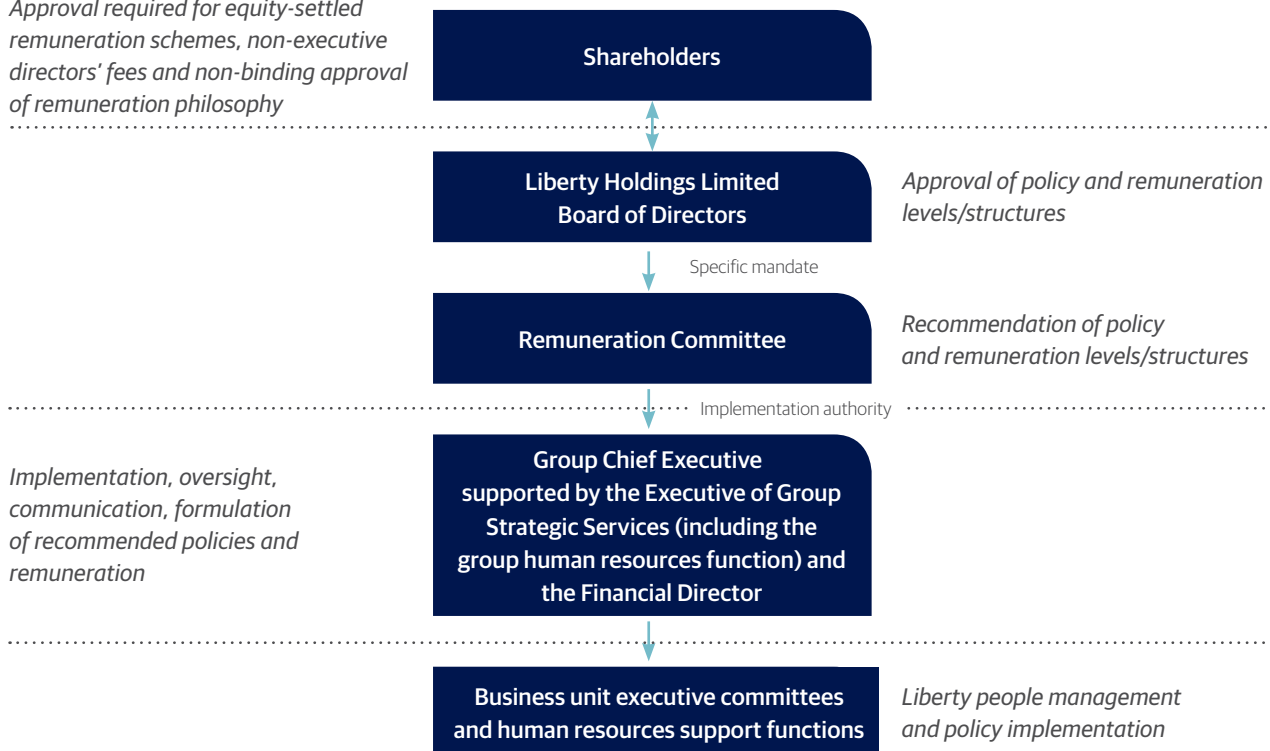 Approval required for equity-settled
remuneration schemes, non-executive
directors' fees and non-binding approval
of remuneration philosophy
Shareholders
Liberty Holdings Limited
Board of Directors
Approval of policy and remuneration
levels/structures
Specific mandate
Remuneration Committee
Recommendation of policy
and remuneration levels/structures
Implementation authority
Implementation, oversight,
communication, formulation
of recommended policies and
remuneration
Group Chief Executive
supported by the Executive of Group
Strategic Services (including the
group human resources function) and
the Financial Director
Business unit executive committees
and human resources support functions
Liberty people management
and policy implementation